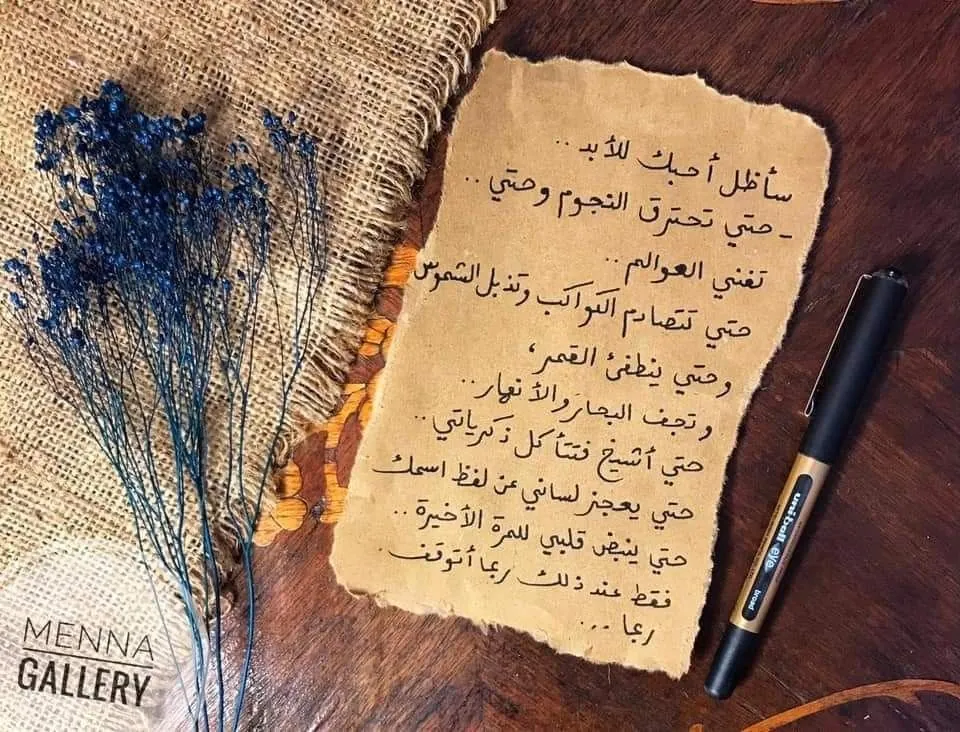 سأظل أحبك للأبد ..
- حتي تحترق النجوم وحتي ..
تفني العوالم ..
حتي تتصادم الكواكب وتذبل الشموس
وحتي ينطفئ القمر،
وتجف البحار والأنهار ..
حتي أشيخ فتتأكل ذكرياتي ..
حتي يعجز لساني عن لفظ اسمك
حتي ينبض قلبي للمرة الأخيرة ..
فقط عند ذلك ربما أتوقف .
ربما ...
uniball eye
broad
MENNA
GALLERY